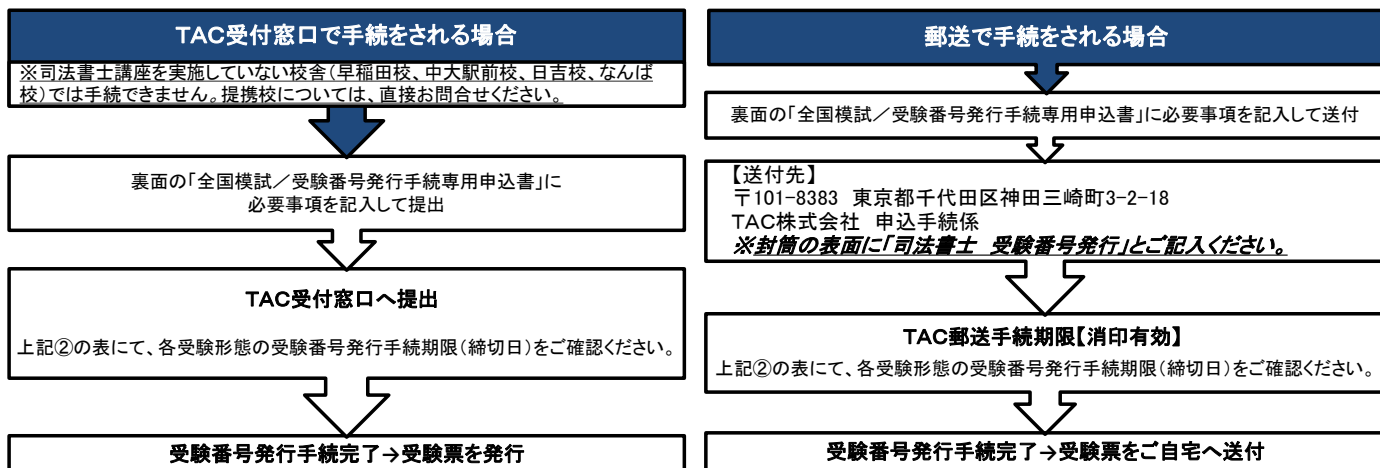 TAC受付窓口で手続をされる場合
※司法書士講座を実施していない校舎(早稲田校、中大駅前校、日吉校、なんば
校)では手続できません。提携校については、直接お問合せください。
裏面の「全国模試／受験番号発行手続専用申込書」に
必要事項を記入して提出
TAC受付窓口へ提出
上記②の表にて、各受験形態の受験番号発行手続期限(締切日)をご確認ください。
受験番号発行手続完了→受験票を発行
郵送で手続をされる場合
裏面の「全国模試／受験番号発行手続専用申込書」に必要事項を記入して送付
【送付先】
〒101-8383 東京都千代田区神田三崎町3-2-18
TAC株式会社 申込手続係
※封筒の表面に「司法書士 受験番号発行」とご記入ください。
TAC郵送手続期限【消印有効】
上記②の表にて、各受験形態の受験番号発行手続期限(締切日)をご確認ください。
受験番号発行手続完了→受験票をご自宅へ送付